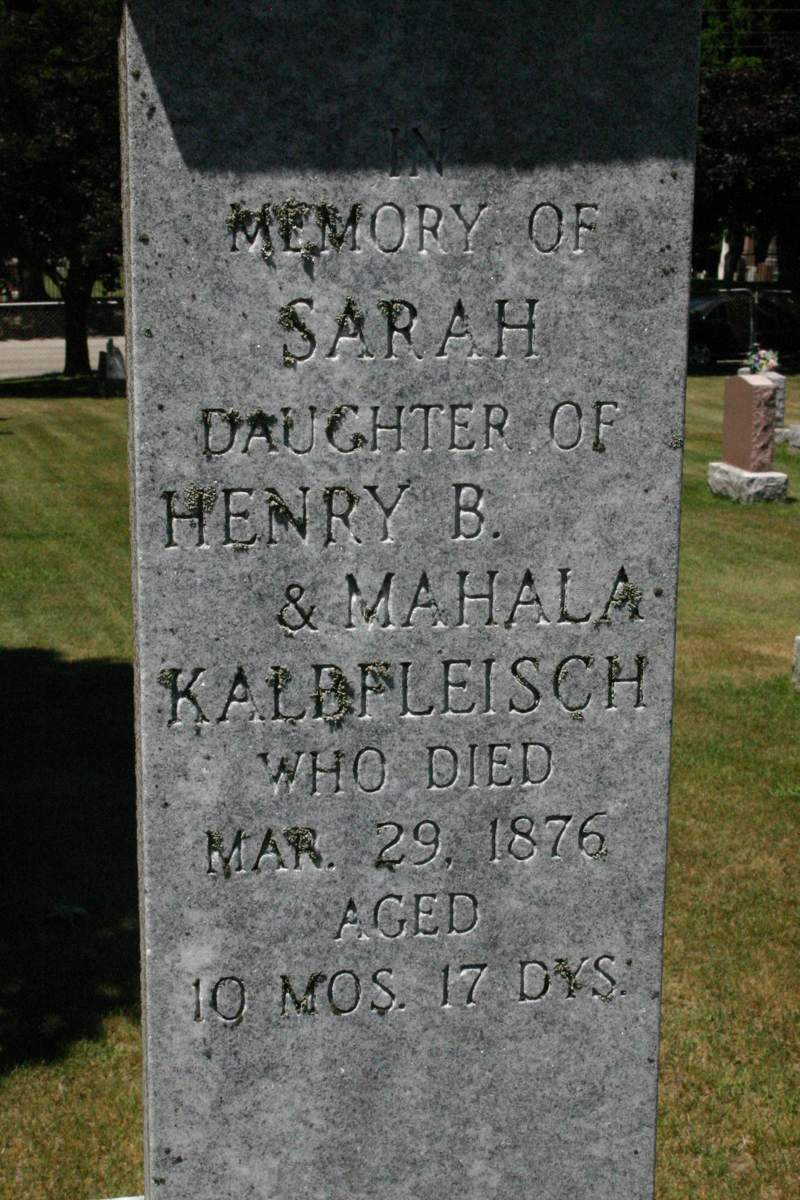 IN
MEMORY OF
SARAH
DAUGHTER OF
HENRY B.
& MAHALA
KALBFLEISCH
WHO DIED
MAR. 29, 1876
AGED
10 MOS. 17 DYS.